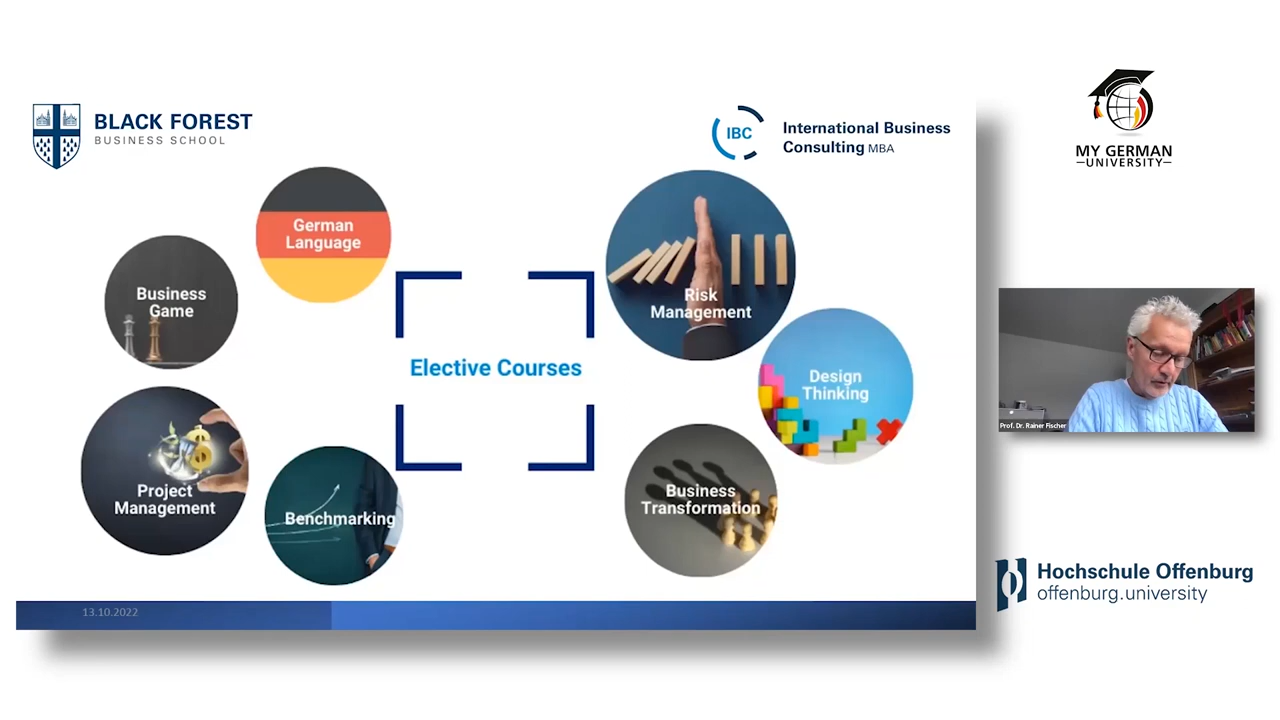 BLACK FOREST
BUSINESS SCHOOL
IBC
International Business
Consulting MBA
MY GERMAN
UNIVERSITY
German
Language
Business
Game
Risk
Management
Elective Courses
Design
Thinking
Project
Management
Benchmarking
Business
Transformation
Prof. Dr. Rainer Fischer
Hochschule Offenburg
offenburg.university
13.10.2022